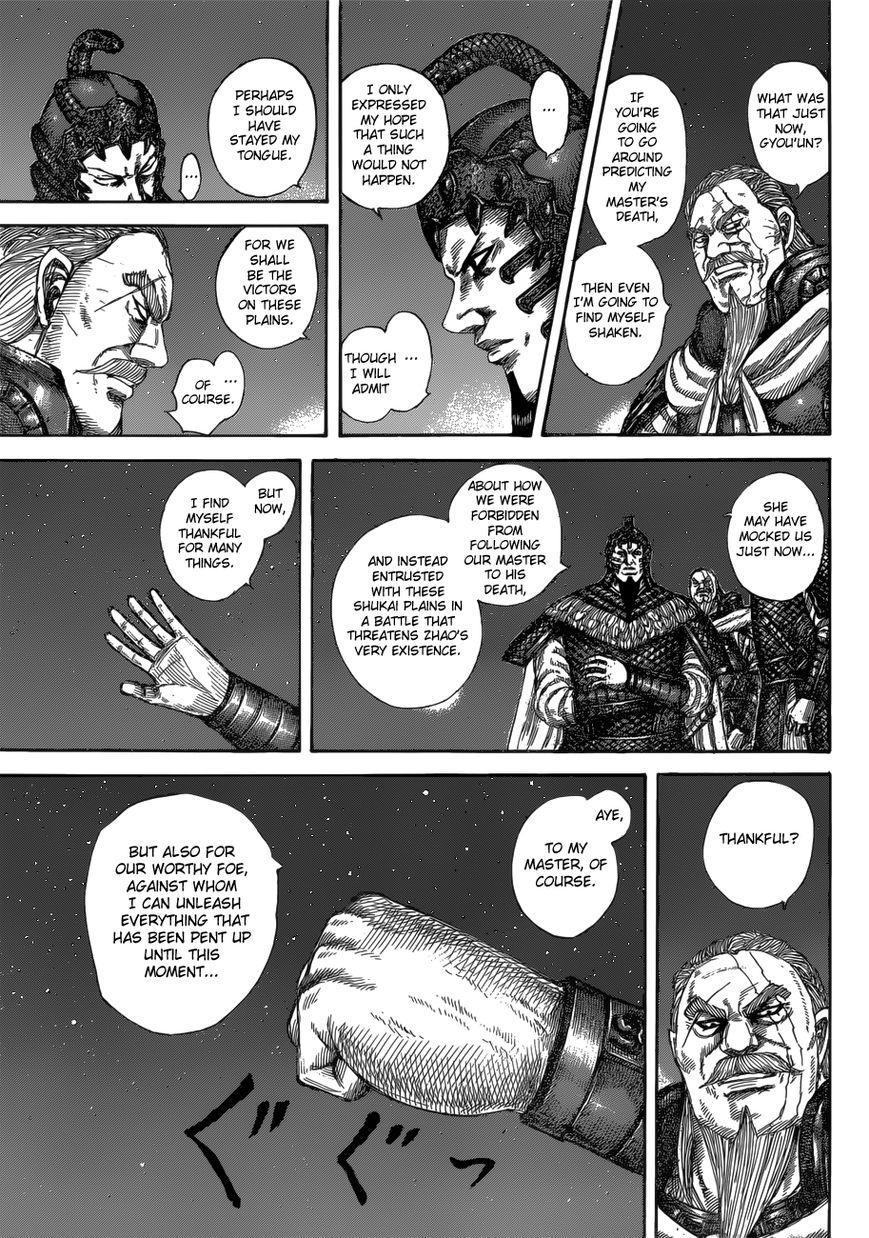 WHAT WAS
THAT JUST
NOW,
GYOU'UN?
IF
YOU'RE
GOING
TO GO
AROUND
PREDICTING
MY
MASTER'S
DEATH,
THEN EVEN
I'M GOING TO
FIND MYSELF
SHAKEN.
...
I ONLY
EXPRESSED
MY HOPE
THAT SUCH
A THING
WOULD NOT
HAPPEN.
THOUGH ...
I WILL
ADMIT
PERHAPS
I SHOULD
HAVE
STAYED MY
TONGUE.
...
FOR WE
SHALL
BE THE
VICTORS
ON THESE
PLAINS.
OF ...
COURSE.
SHE
MAY HAVE
MOCKED US
JUST NOW...
ABOUT HOW
WE WERE
FORBIDDEN
FROM
FOLLOWING
OUR MASTER
TO HIS
DEATH,
AND INSTEAD
ENTRUSTED
WITH THESE
SHUKAI PLAINS IN
A BATTLE THAT
THREATENS ZHAO'S
VERY EXISTENCE.
BUT
NOW,
I FIND
MYSELF
THANKFUL
FOR MANY
THINGS.
THANKFUL?
AYE,
TO MY
MASTER, OF
COURSE.
BUT ALSO FOR
OUR WORTHY FOE,
AGAINST WHOM
I CAN UNLEASH
EVERYTHING THAT
HAS BEEN PENT UP
UNTIL THIS
MOMENT...
ググッ